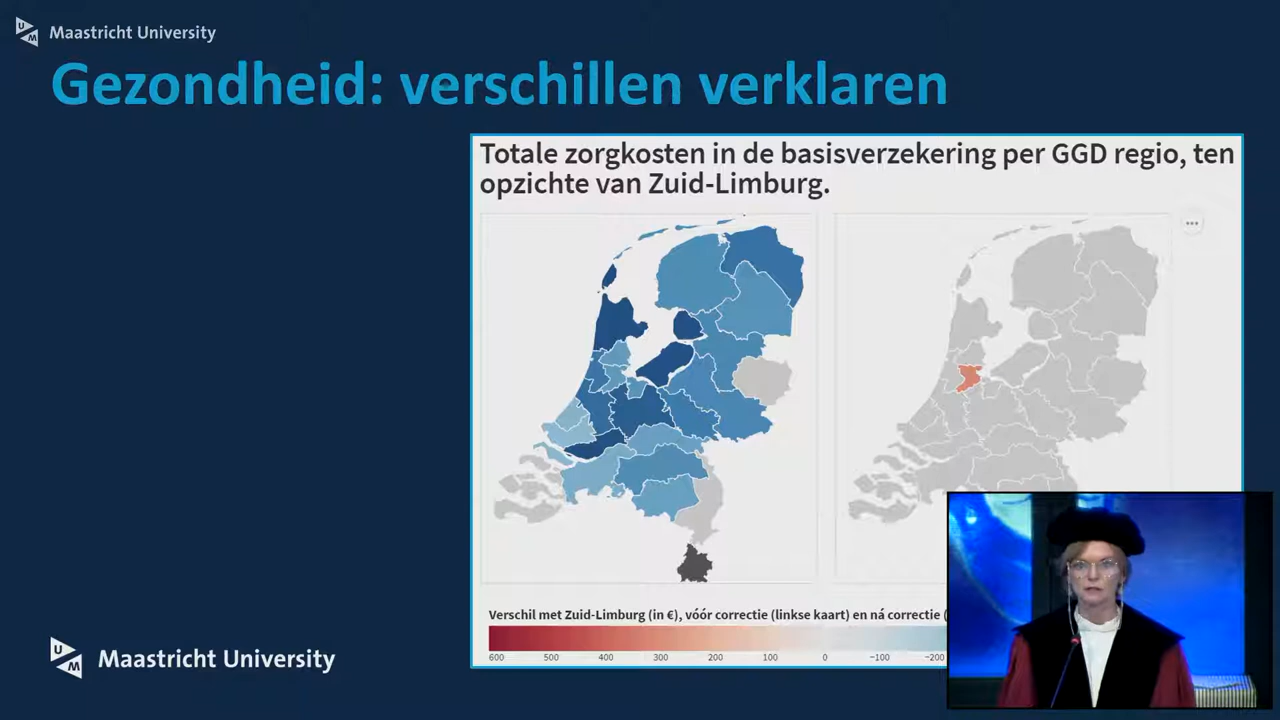 Maastricht University
Gezondheid: verschillen verklaren
Totale zorgkosten in de basisverzekering per GGD regio, ten
opzichte van Zuid-Limburg.
Verschil met Zuid-Limburg (in €), vóór correctie (linkse kaart) en ná correctie (
600 500 400 300 200 100 0 −100 −200
UM Maastricht University